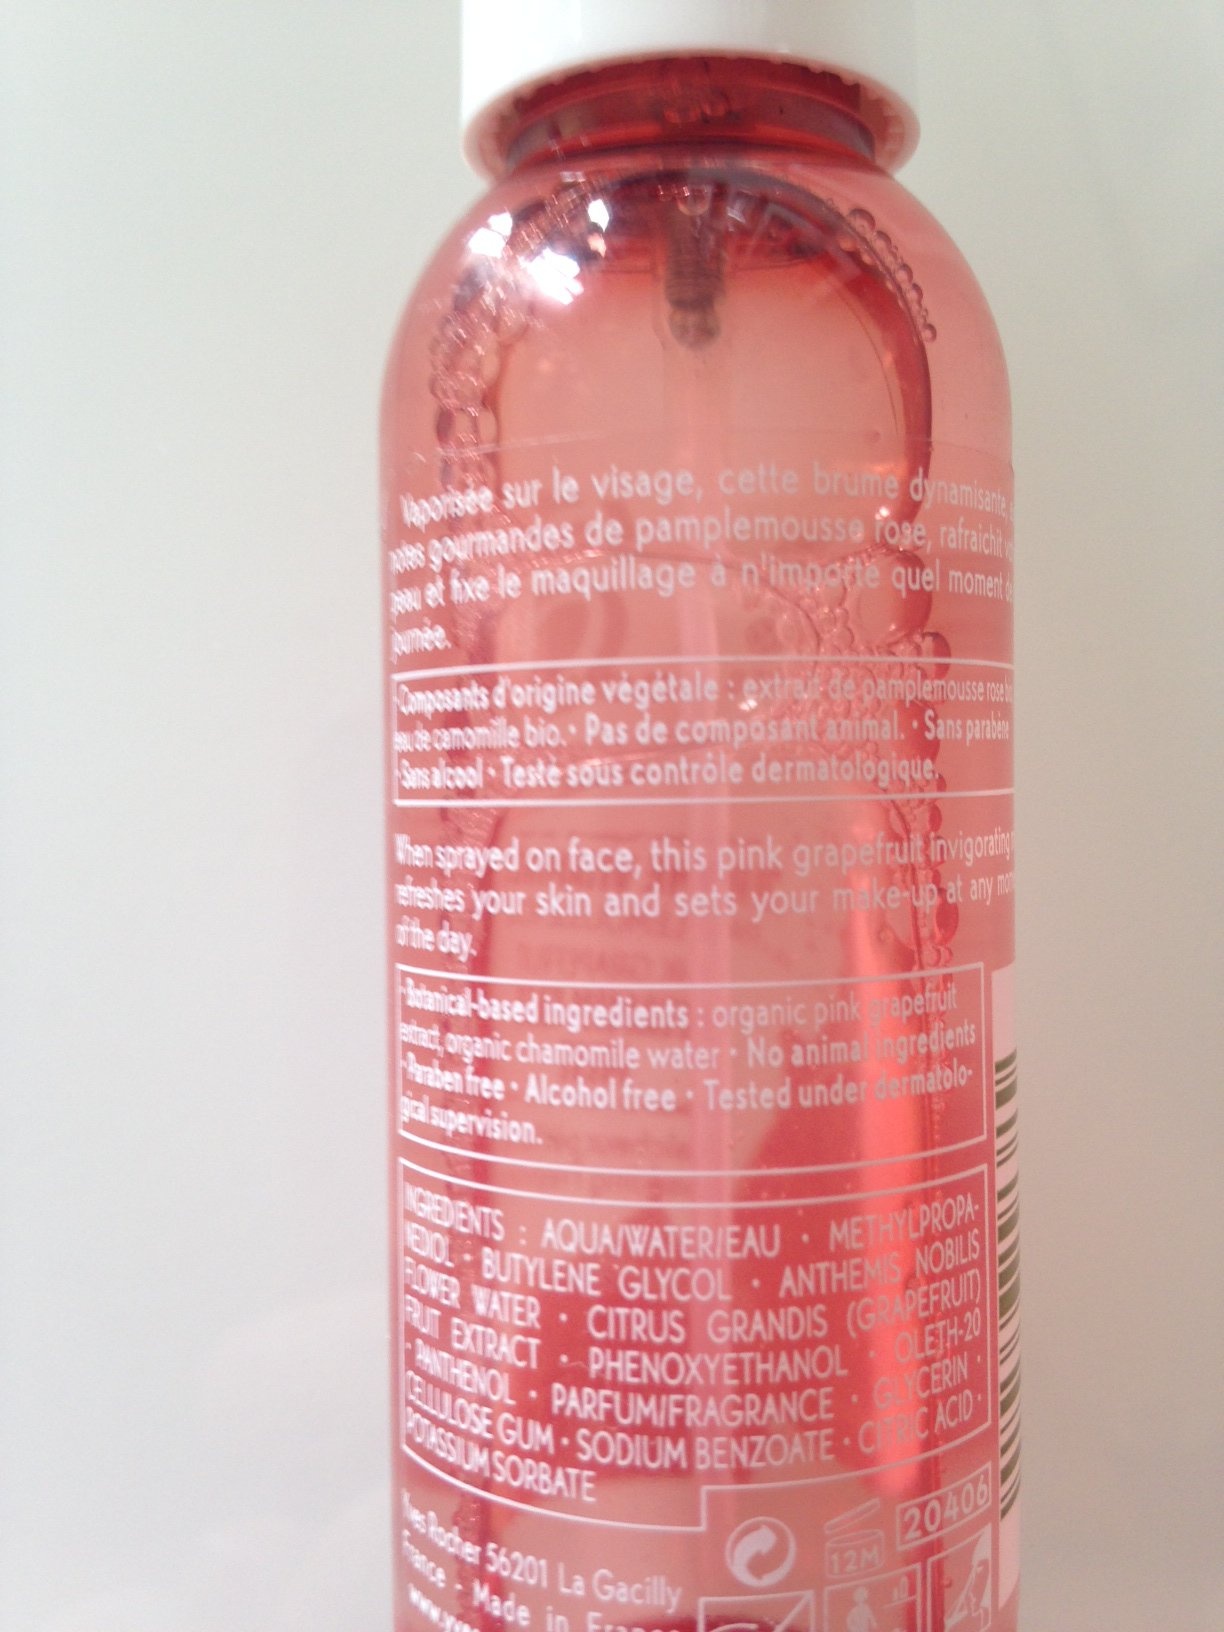 Vaporisée sur le visage, cette brume dynamisante,
notes gourmandes de pamplemousse rose, rafraichit
peau et fixe le maquillage à n'importe quel moment de
journée.
• Composants d'origine végétale : extrait de pamplemousse rose
eau de camomille bio. • Pas de composant animal. • Sans parabène
• Sans alcool • Testé sous contrôle dermatologique.
When sprayed on face, this pink grapefruit invigorating
refreshes your skin and sets your make-up at any
of the day.
• Botanical-based ingredients : organic pink grapefruit
extract, organic chamomile water • No animal ingredients
• Paraben free • Alcohol free • Tested under dermatolo-
gical supervision.
INGREDIENTS : AQUA/WATER/EAU • METHYLPROPA-
NEDIOL • BUTYLENE GLYCOL • ANTHEMIS NOBILIS
FLOWER WATER • CITRUS GRANDIS (GRAPEFRUIT)
FRUIT EXTRACT • PHENOXYETHANOL • OLETH-20
• PANTHENOL • PARFUM/FRAGRANCE • GLYCERIN •
CELLULOSE GUM • SODIUM BENZOATE • CITRIC ACID •
POTASSIUM SORBATE
20406
12M
Yves Rocher 56201 La Gacilly
France - Made in France